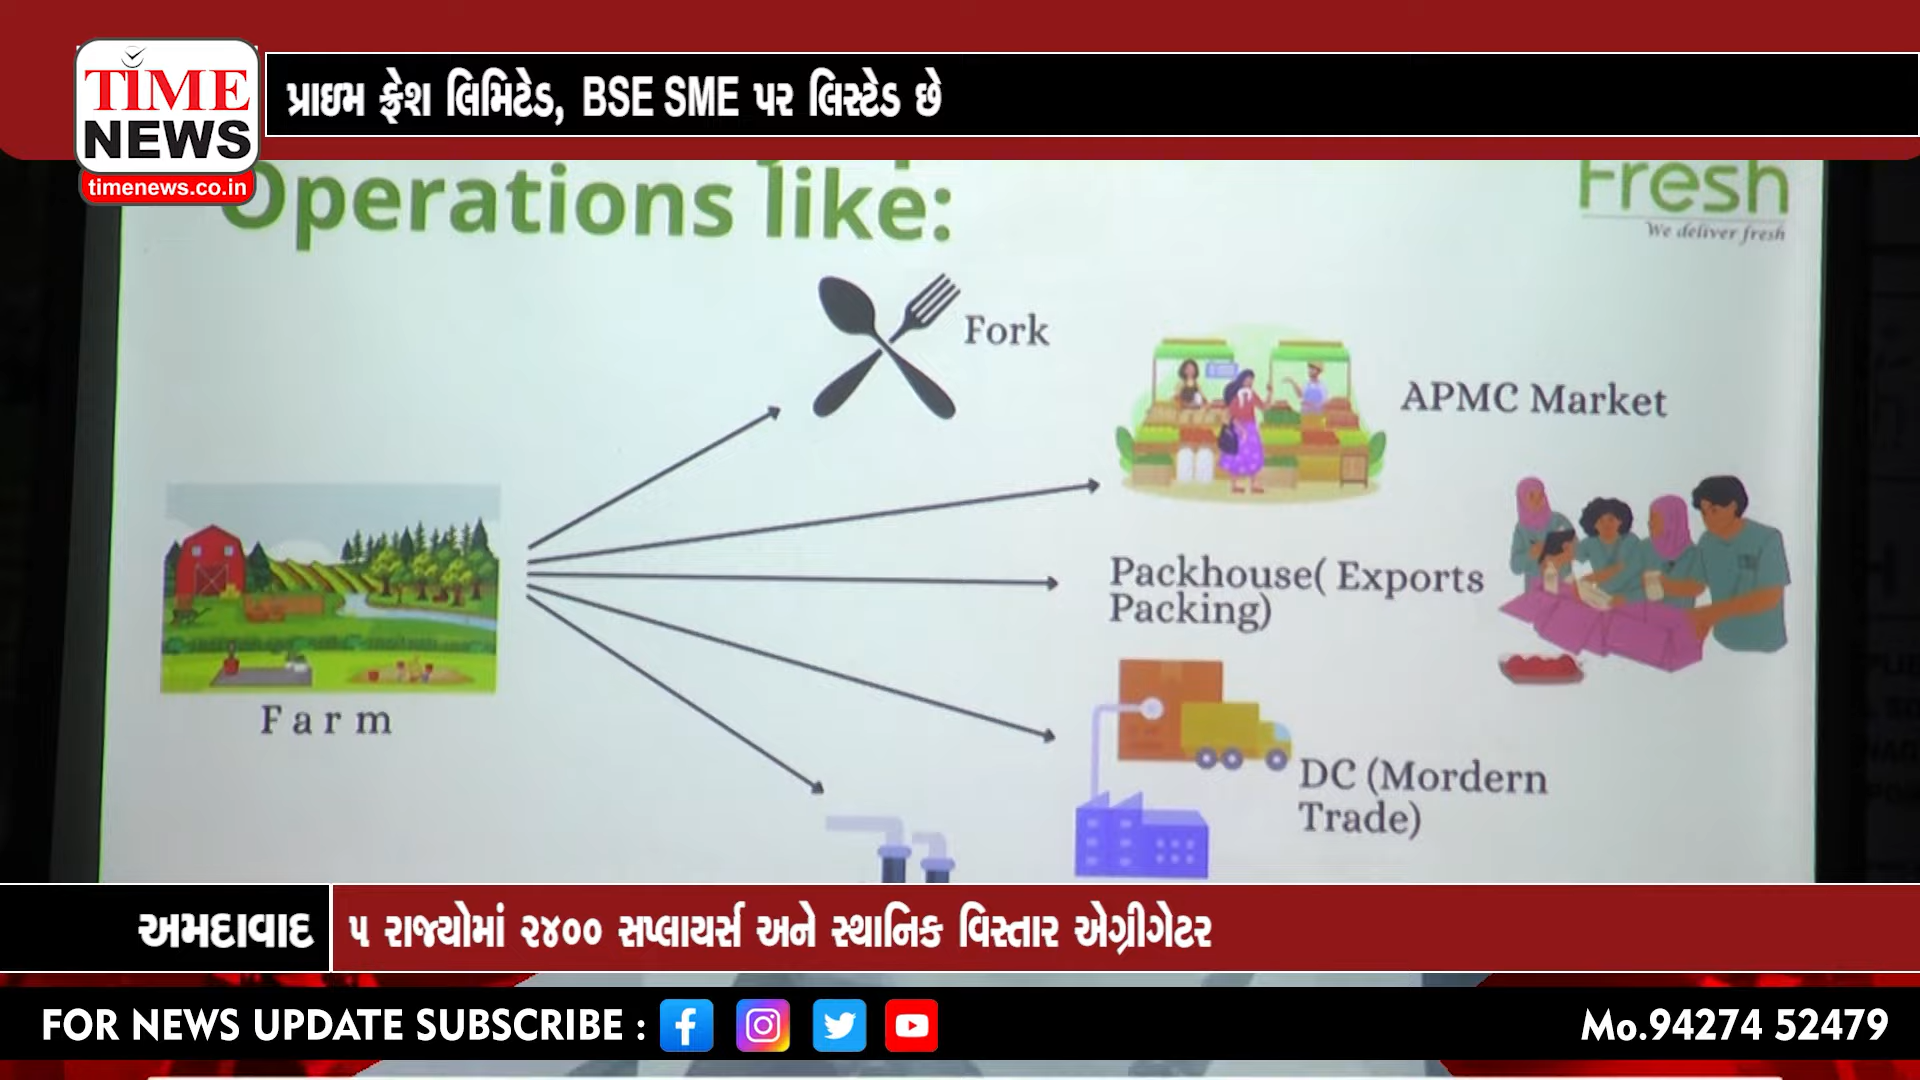 TIME
NEWS
timenews.co.in
પ્રાઇમ ફ્રેશ લિમિટેડ, BSE SME પર લિસ્ટેડ છે
Operations like:
Fresh
We deliver fresh
Fork
APMC Market
Packhouse( Exports
Packing)
Farm
DC (Mordern
Trade)
અમદાવાદ
૫ રાજ્યોમાં ૨૪૦૦ સપ્લાયર્સ અને સ્થાનિક વિસ્તાર એગ્રીગેટર
FOR NEWS UPDATE SUBSCRIBE :
Mo.94274 52479